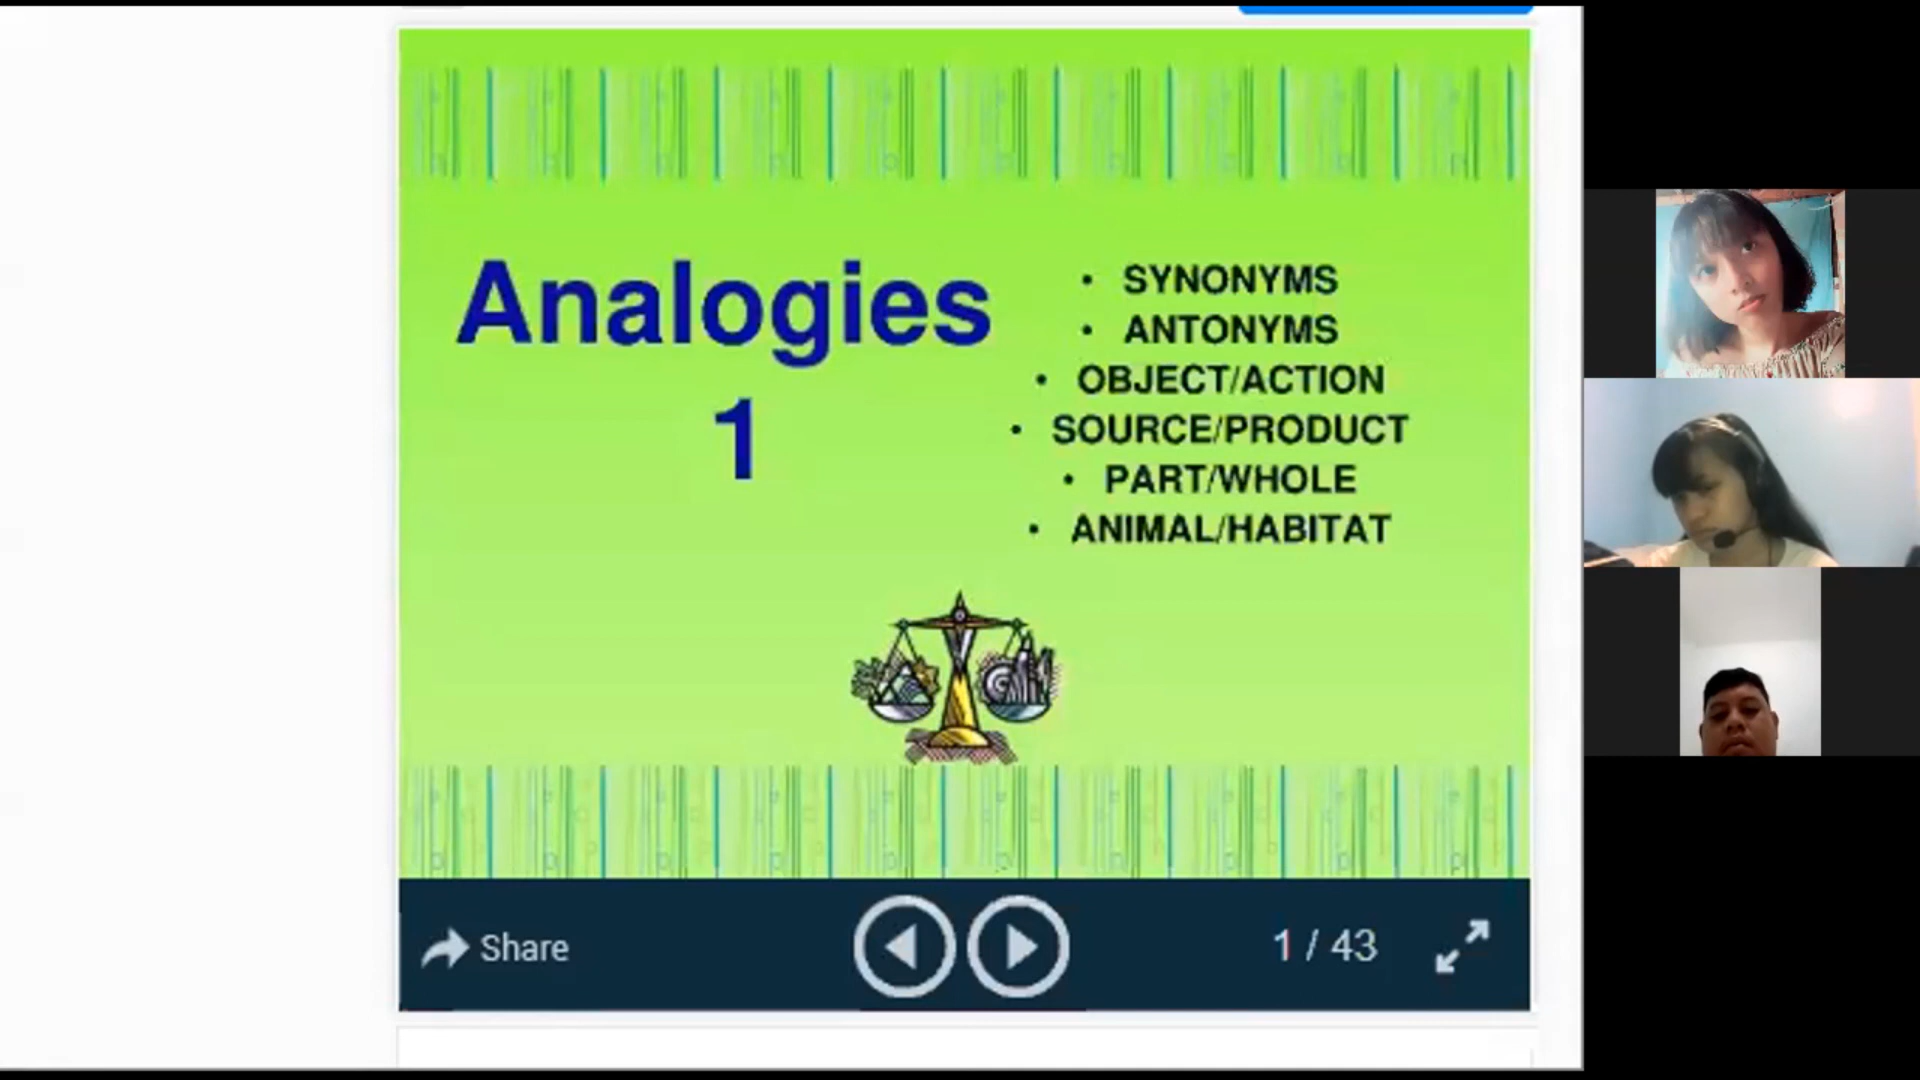 Analogies
1
• SYNONYMS
• ANTONYMS
• OBJECT/ACTION
• SOURCE/PRODUCT
• PART/WHOLE
• ANIMAL/HABITAT
Share
1 / 43